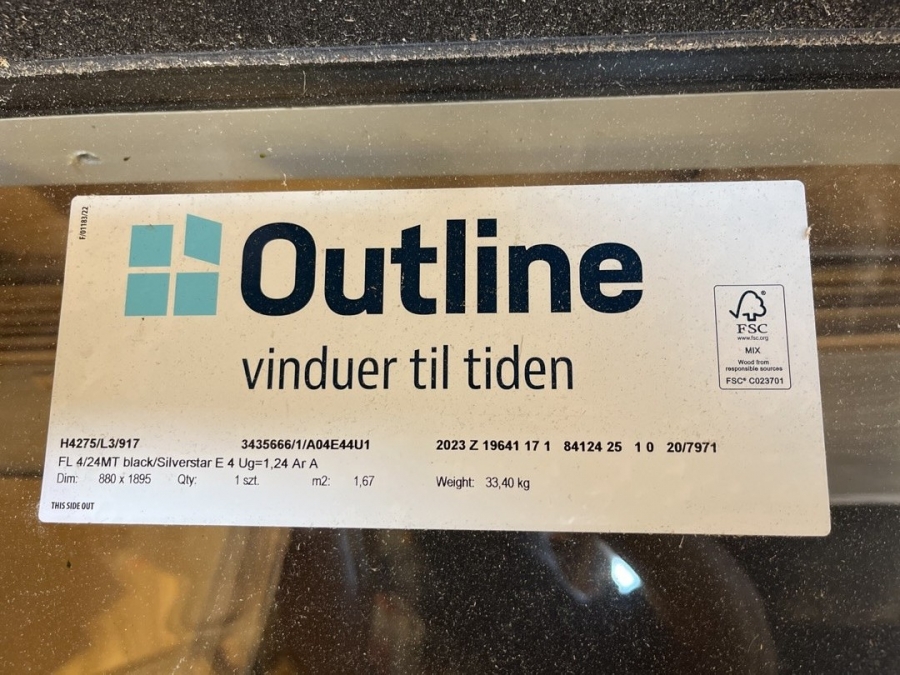 F/01183/22
Outline
vinduer til tiden
FSC
www.fsc.org
MIX
Wood from
responsible sources
FSC® C023701
H4275/L3/917 3435666/1/A04E44U1 2023 Z 19641 17 1 84124 25 1 0 20/7971
FL 4/24MT black/Silverstar E 4 Ug=1,24 Ar A
Dim: 880 x 1895 Qty: 1 szt. m2: 1,67 Weight: 33,40 kg
THIS SIDE OUT